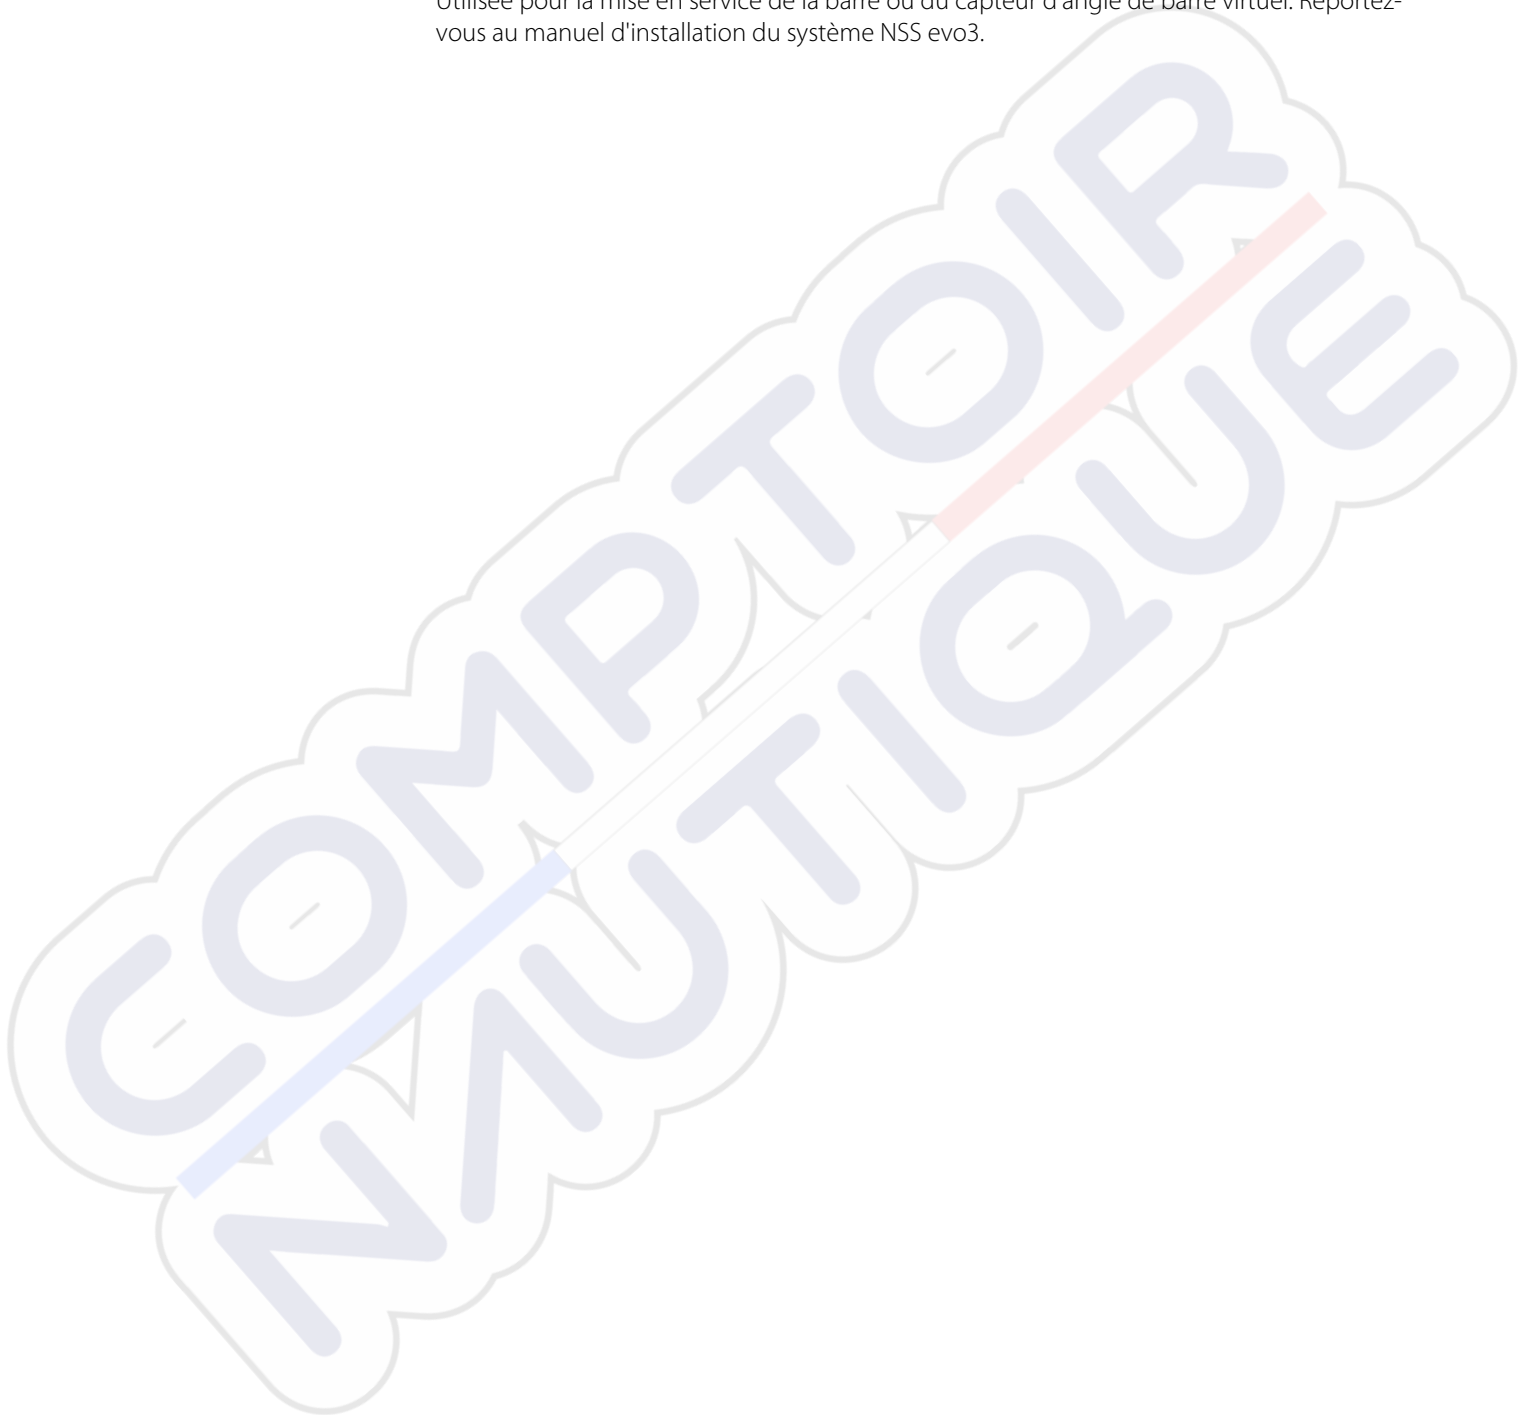 Utilisée pour la mise en service de la barre ou du capteur d'angle de barre virtuel. Reportez-
vous au manuel d'installation du système NSS evo3.
COMPTOIR
NAUTIQUE